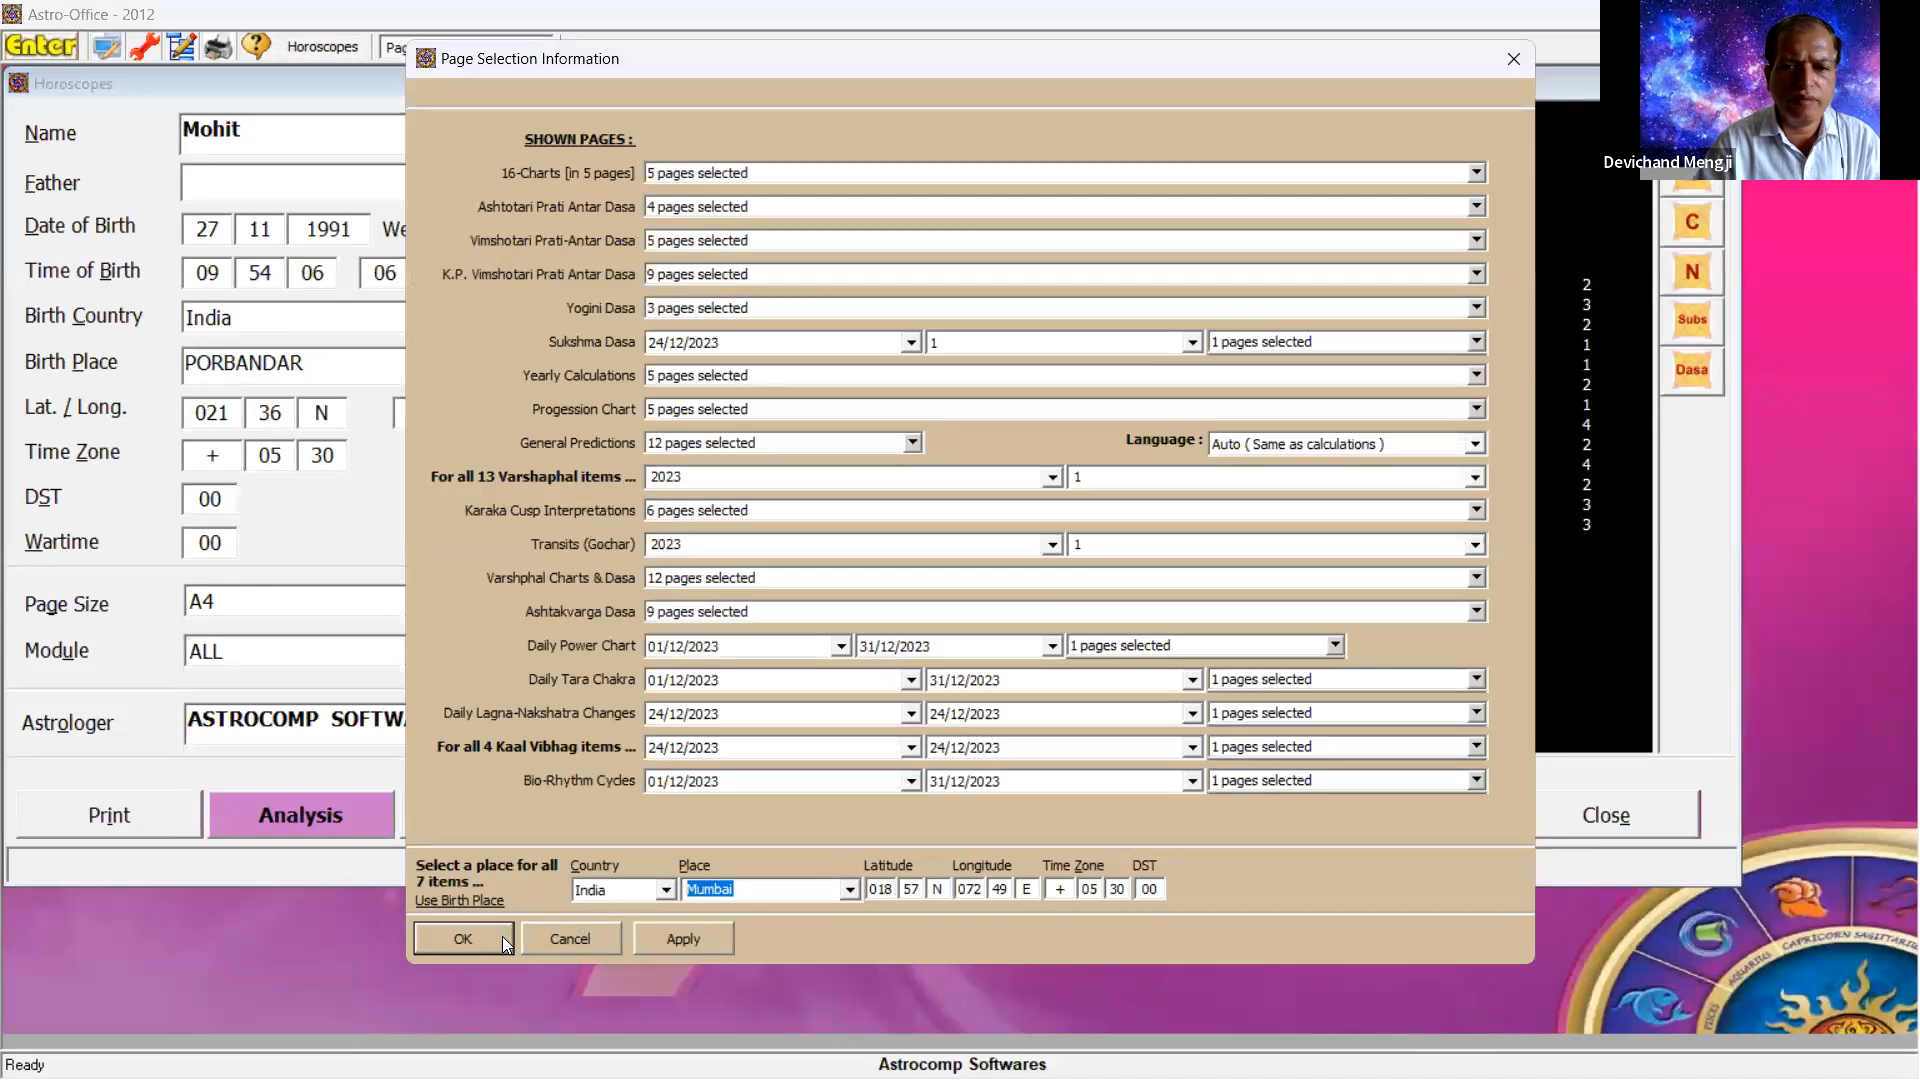 Astro-Office - 2012
Enter
Horoscopes
Horoscopes
Name
Mohit
Father
Date of Birth
27 11 1991
Time of Birth
09 54 06 06
Birth Country
India
Birth Place
PORBANDAR
Lat. / Long.
021 36 N
Time Zone
+ 05 30
DST
00
Wartime
00
Page Size
A4
Module
ALL
Astrologer
ASTROCOMP SOFTW
Print
Analysis
Page Selection Information
SHOWN PAGES :
16-Charts [in 5 pages] 5 pages selected
Ashtotari Prati Antar Dasa 4 pages selected
Vimshotari Prati-Antar Dasa 5 pages selected
K.P. Vimshotari Prati Antar Dasa 9 pages selected
Yogini Dasa 3 pages selected
Sukshma Dasa 24/12/2023 1 1 pages selected
Yearly Calculations 5 pages selected
Progession Chart 5 pages selected
General Predictions 12 pages selected Language : Auto ( Same as calculations )
For all 13 Varshaphal items ... 2023 1
Karaka Cusp Interpretations 6 pages selected
Transits (Gochar) 2023 1
Varshphal Charts & Dasa 12 pages selected
Ashtakvarga Dasa 9 pages selected
Daily Power Chart 01/12/2023 31/12/2023 1 pages selected
Daily Tara Chakra 01/12/2023 31/12/2023 1 pages selected
Daily Lagna-Nakshatra Changes 24/12/2023 24/12/2023 1 pages selected
For all 4 Kaal Vibhag items ... 24/12/2023 24/12/2023 1 pages selected
Bio-Rhythm Cycles 01/12/2023 31/12/2023 1 pages selected
Select a place for all
7 items ...
Use Birth Place
Country Place Latitude Longitude Time Zone DST
India Mumbai 018 57 N 072 49 E + 05 30 00
OK Cancel Apply
Devichand Mengji
C
N
Subs
Dasa
2
3
2
1
1
2
1
4
2
4
2
3
3
Close
CAPRICORN SAGITTARIUS
AQUARIUS
PISCES
Ready
Astrocomp Softwares